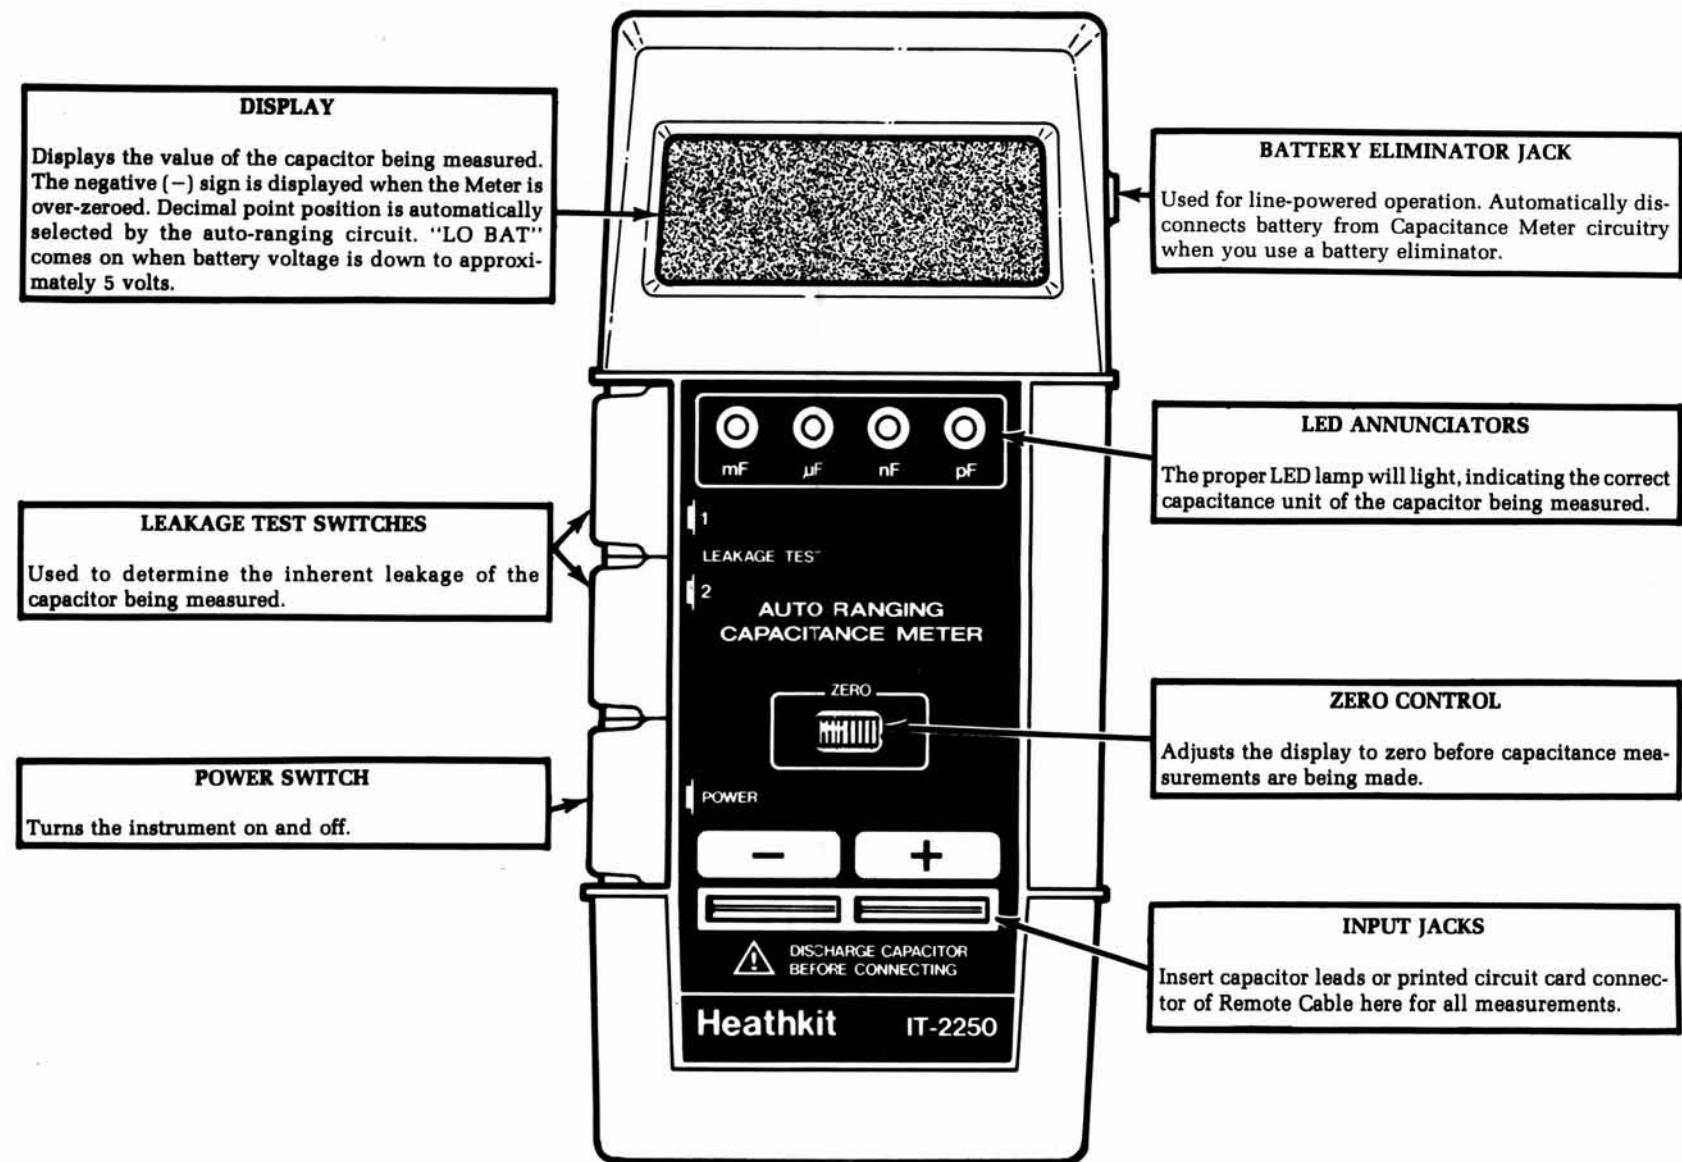 DISPLAY
Displays the value of the capacitor being measured.
The negative (−) sign is displayed when the Meter is
over-zeroed. Decimal point position is automatically
selected by the auto-ranging circuit. "LO BAT"
comes on when battery voltage is down to approxi-
mately 5 volts.
LEAKAGE TEST SWITCHES
Used to determine the inherent leakage of the
capacitor being measured.
POWER SWITCH
Turns the instrument on and off.
mF μF nF pF
1
LEAKAGE TEST
2
AUTO RANGING
CAPACITANCE METER
ZERO
POWER
− +
DISCHARGE CAPACITOR
BEFORE CONNECTING
Heathkit IT-2250
BATTERY ELIMINATOR JACK
Used for line-powered operation. Automatically dis-
connects battery from Capacitance Meter circuitry
when you use a battery eliminator.
LED ANNUNCIATORS
The proper LED lamp will light, indicating the correct
capacitance unit of the capacitor being measured.
ZERO CONTROL
Adjusts the display to zero before capacitance mea-
surements are being made.
INPUT JACKS
Insert capacitor leads or printed circuit card connec-
tor of Remote Cable here for all measurements.